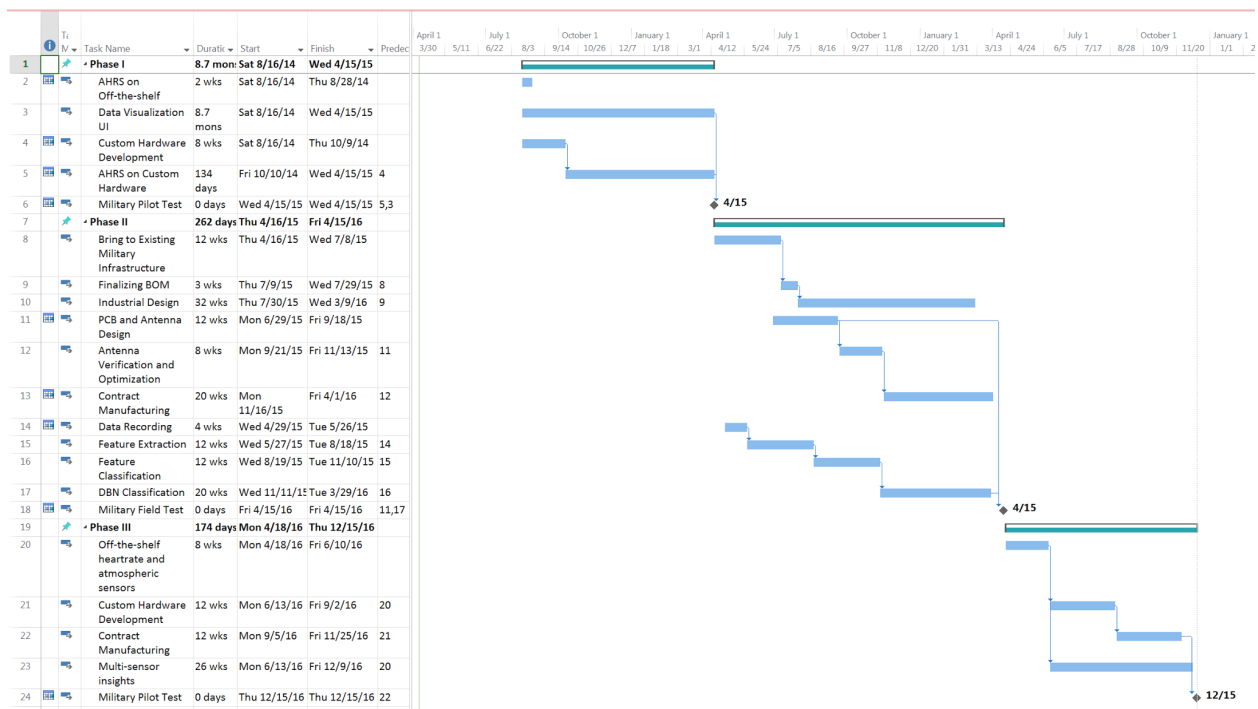 April 1 July 1 October 1 January 1 April 1 July 1 October 1 January 1 April 1 July 1 October 1 January 1
Task Name Duratic Start Finish Predec 3/30 5/11 6/22 8/3 9/14 10/26 12/7 1/18 3/1 4/12 5/24 7/5 8/16 9/27 11/8 12/20 1/31 3/13 4/24 6/5 7/17 8/28 10/9 11/20 1/1
1 Phase I 8.7 mon: Sat 8/16/14 Wed 4/15/15
2 AHRS on 2 wks Sat 8/16/14 Thu 8/28/14
Off-the-shelf
3 Data Visualization 8.7 Sat 8/16/14 Wed 4/15/15
UI mons
4 Custom Hardware 8 wks Sat 8/16/14 Thu 10/9/14
Development
5 AHRS on Custom 134 Fri 10/10/14 Wed 4/15/15 4
Hardware days
6 Military Pilot Test 0 days Wed 4/15/15 Wed 4/15/15 5,3 4/15
7 Phase II 262 days Thu 4/16/15 Fri 4/15/16
8 Bring to Existing 12 wks Thu 4/16/15 Wed 7/8/15
Military
Infrastructure
9 Finalizing BOM 3 wks Thu 7/9/15 Wed 7/29/15 8
10 Industrial Design 32 wks Thu 7/30/15 Wed 3/9/16 9
11 PCB and Antenna 12 wks Mon 6/29/15 Fri 9/18/15
Design
12 Antenna 8 wks Mon 9/21/15 Fri 11/13/15 11
Verification and
Optimization
13 Contract 20 wks Mon Fri 4/1/16 12
Manufacturing 11/16/15
14 Data Recording 4 wks Wed 4/29/15 Tue 5/26/15
15 Feature Extraction 12 wks Wed 5/27/15 Tue 8/18/15 14
16 Feature 12 wks Wed 8/19/15 Tue 11/10/15 15
Classification
17 DBN Classification 20 wks Wed 11/11/15 Tue 3/29/16 16
18 Military Field Test 0 days Fri 4/15/16 Fri 4/15/16 11,17 4/15
19 Phase III 174 days Mon 4/18/16 Thu 12/15/16
20 Off-the-shelf 8 wks Mon 4/18/16 Fri 6/10/16
heartrate and
atmospheric
sensors
21 Custom Hardware 12 wks Mon 6/13/16 Fri 9/2/16 20
Development
22 Contract 12 wks Mon 9/5/16 Fri 11/25/16 21
Manufacturing
23 Multi-sensor 26 wks Mon 6/13/16 Fri 12/9/16 20
insights
24 Military Pilot Test 0 days Thu 12/15/16 Thu 12/15/16 22 12/15